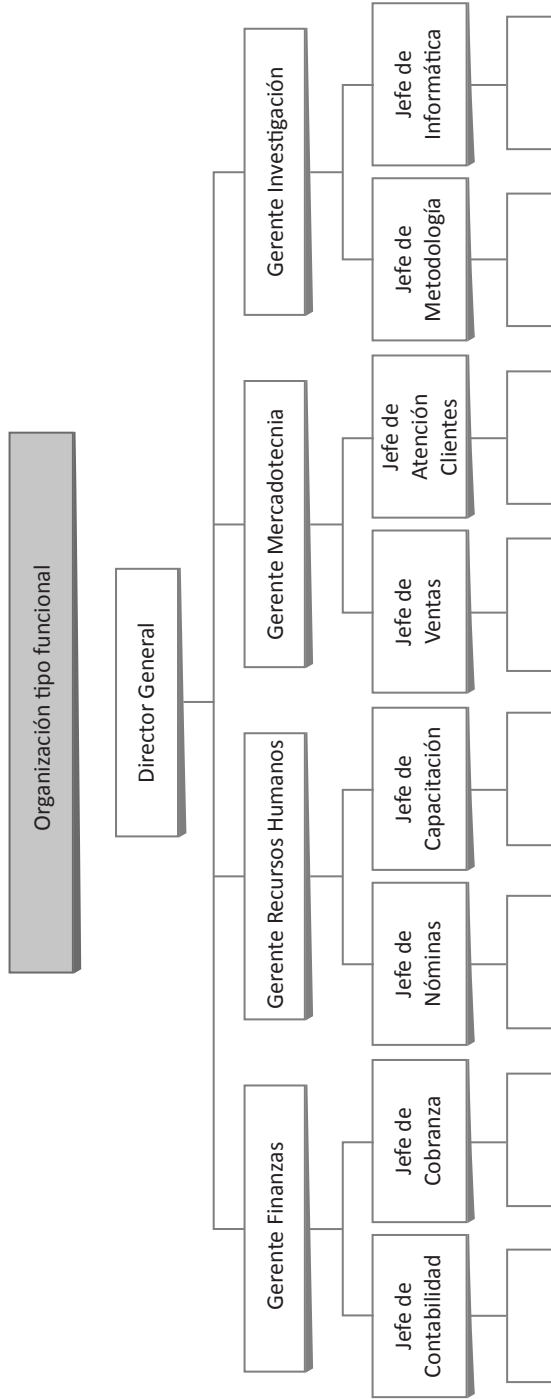 Organización tipo funcional
Director General
Gerente Finanzas
Gerente Recursos Humanos
Gerente Mercadotecnia
Gerente Investigación
Jefe de
Contabilidad
Jefe de
Cobranza
Jefe de
Nóminas
Jefe de
Capacitación
Jefe de
Ventas
Jefe de
Atención
Clientes
Jefe de
Metodología
Jefe de
Informática